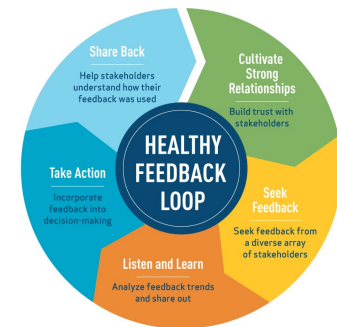 HEALTHY
FEEDBACK
LOOP
Cultivate
Strong
Relationships
Build trust with
stakeholders
Seek
Feedback
Seek feedback from
a diverse array
of stakeholders
Listen and Learn
Analyze feedback trends
and share out
Take Action
Incorporate
feedback into
decision-making
Share Back
Help stakeholders
understand how their
feedback was used